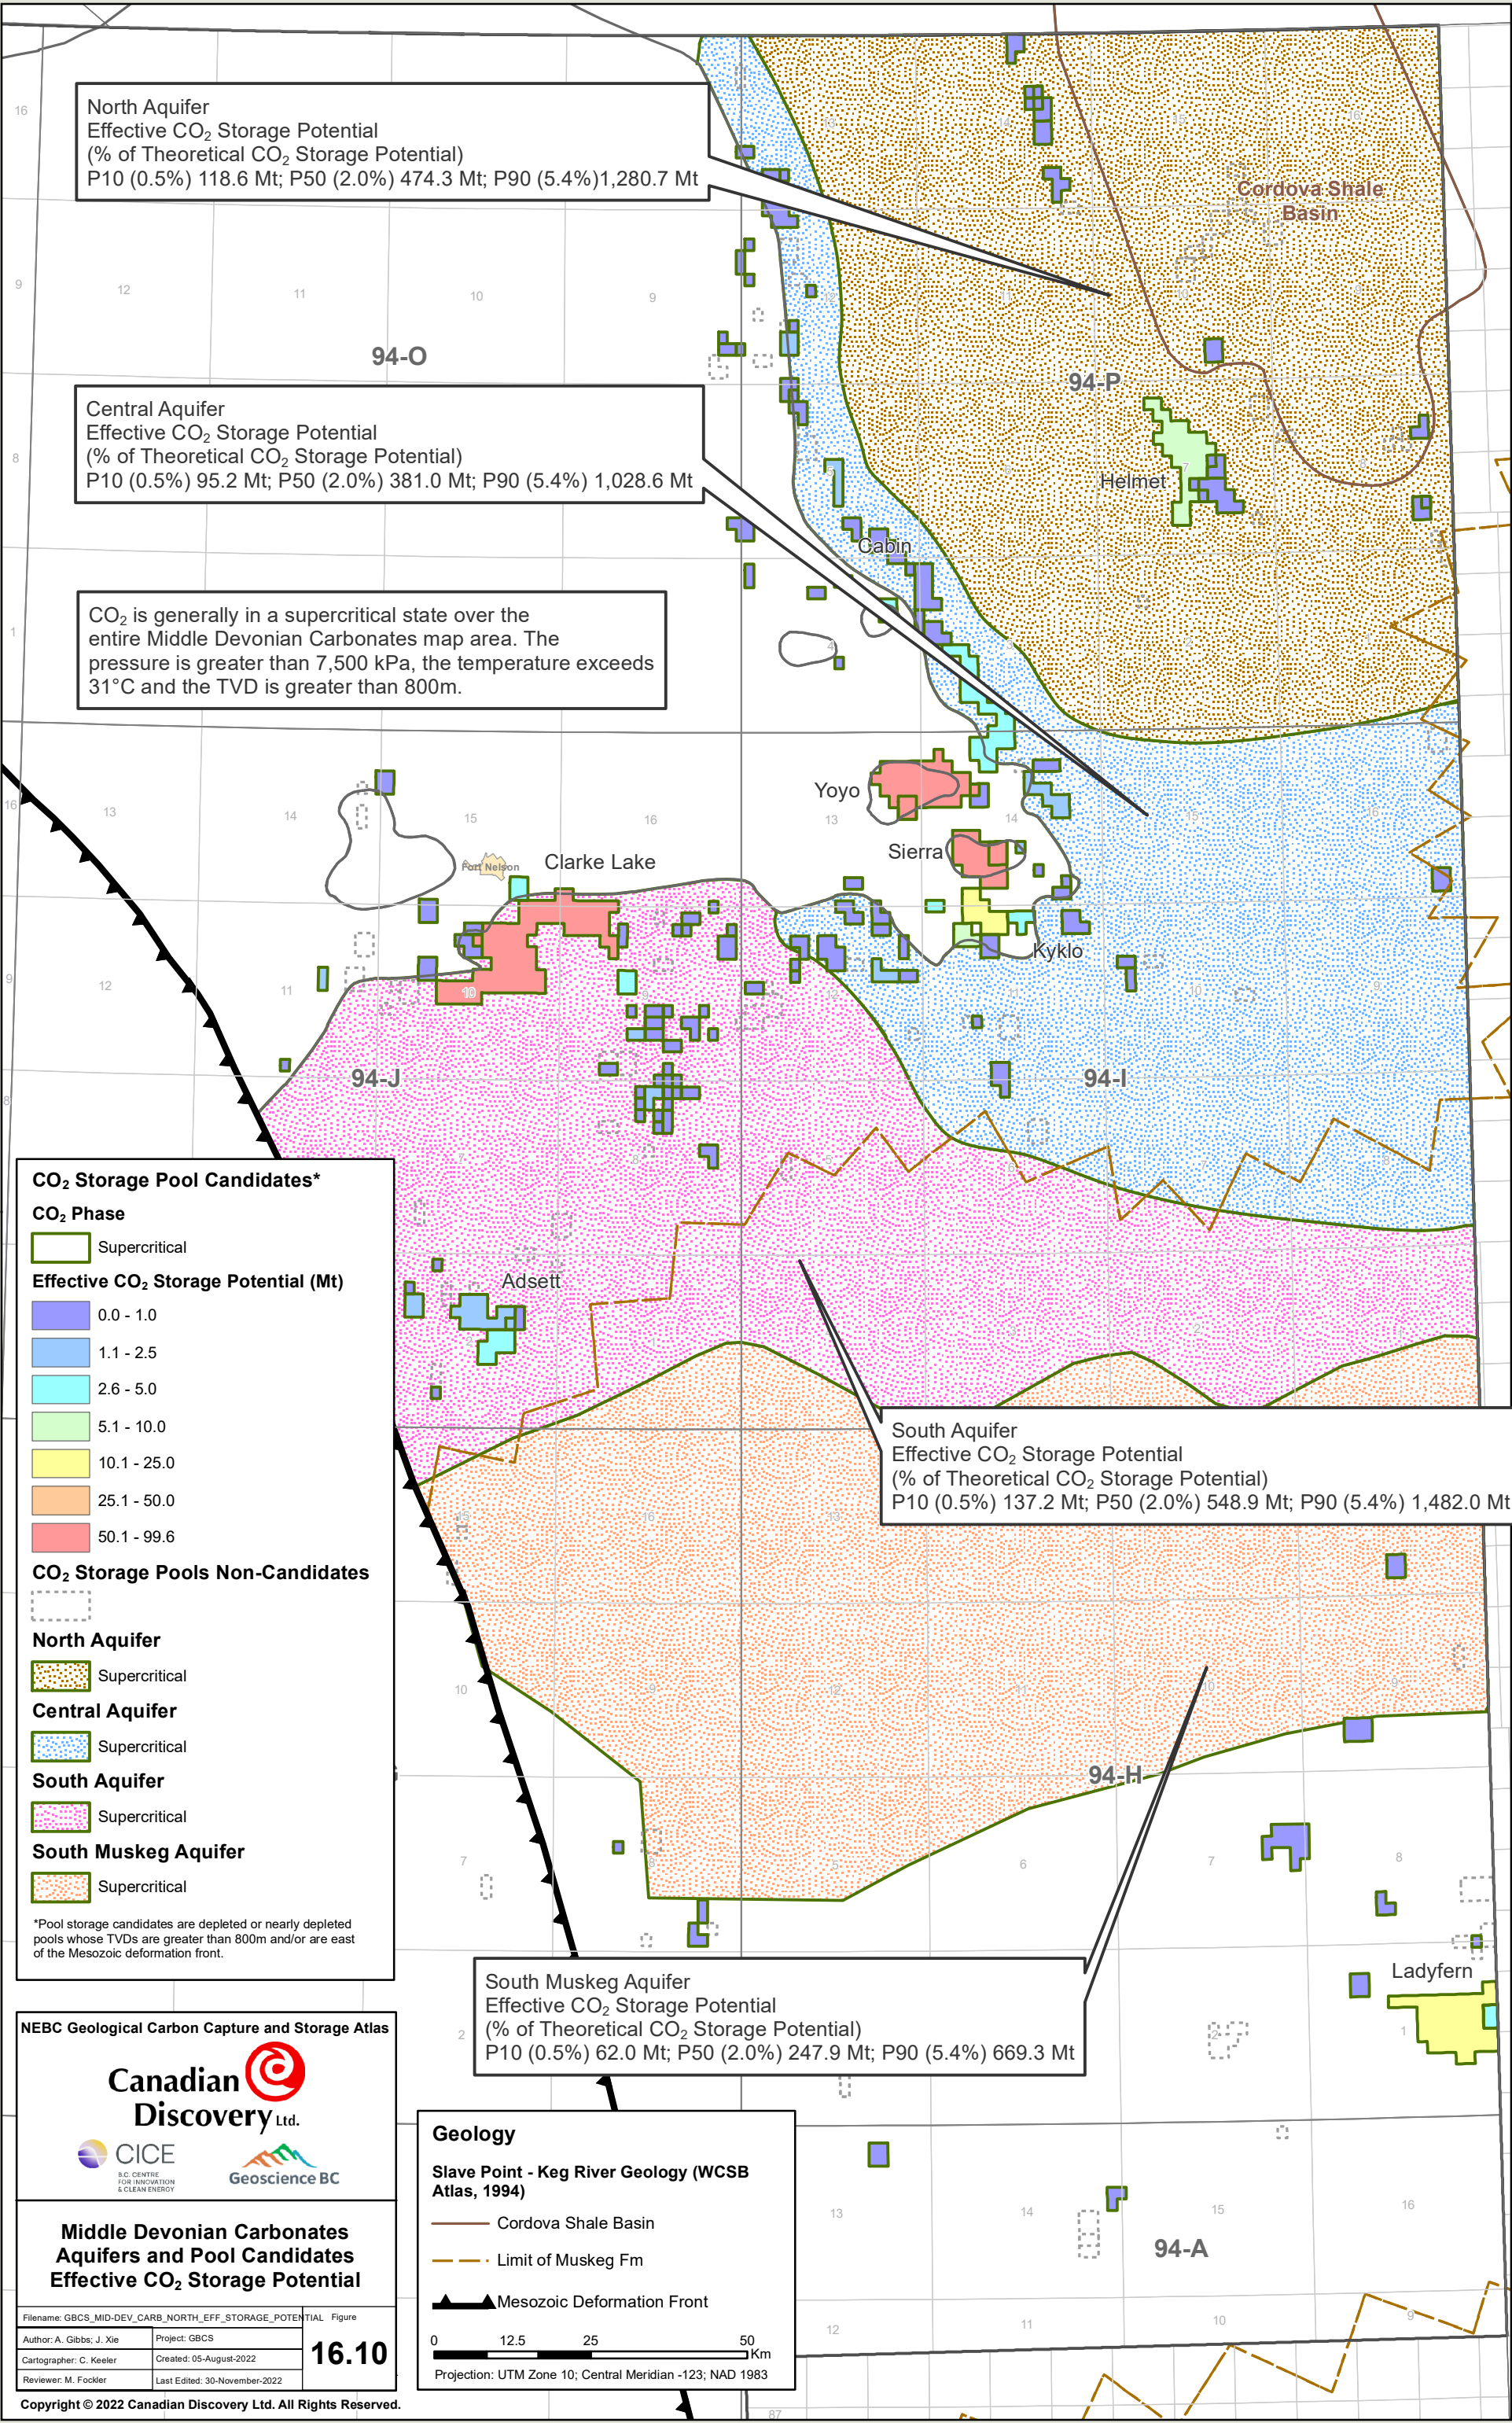 North Aquifer
Effective CO₂ Storage Potential
(% of Theoretical CO₂ Storage Potential)
P10 (0.5%) 118.6 Mt; P50 (2.0%) 474.3 Mt; P90 (5.4%)1,280.7 Mt
Cordova Shale
Basin
94-O
94-P
Central Aquifer
Effective CO₂ Storage Potential
(% of Theoretical CO₂ Storage Potential)
P10 (0.5%) 95.2 Mt; P50 (2.0%) 381.0 Mt; P90 (5.4%) 1,028.6 Mt
Helmet
Cabin
CO₂ is generally in a supercritical state over the
entire Middle Devonian Carbonates map area. The
pressure is greater than 7,500 kPa, the temperature exceeds
31°C and the TVD is greater than 800m.
Yoyo
Sierra
Clarke Lake
Fort Nelson
Kyklo
94-J
94-I
Adsett
CO₂ Storage Pool Candidates*
CO₂ Phase
Supercritical
Effective CO₂ Storage Potential (Mt)
0.0 - 1.0
1.1 - 2.5
2.6 - 5.0
5.1 - 10.0
10.1 - 25.0
25.1 - 50.0
50.1 - 99.6
CO₂ Storage Pools Non-Candidates
North Aquifer
Supercritical
Central Aquifer
Supercritical
South Aquifer
Supercritical
South Muskeg Aquifer
Supercritical
*Pool storage candidates are depleted or nearly depleted
pools whose TVDs are greater than 800m and/or are east
of the Mesozoic deformation front.
South Aquifer
Effective CO₂ Storage Potential
(% of Theoretical CO₂ Storage Potential)
P10 (0.5%) 137.2 Mt; P50 (2.0%) 548.9 Mt; P90 (5.4%) 1,482.0 Mt
94-H
Ladyfern
South Muskeg Aquifer
Effective CO₂ Storage Potential
(% of Theoretical CO₂ Storage Potential)
P10 (0.5%) 62.0 Mt; P50 (2.0%) 247.9 Mt; P90 (5.4%) 669.3 Mt
94-A
NEBC Geological Carbon Capture and Storage Atlas
Canadian
Discovery Ltd.
CICE
B.C. CENTRE
FOR INNOVATION
& CLEAN ENERGY
Geoscience BC
Middle Devonian Carbonates
Aquifers and Pool Candidates
Effective CO₂ Storage Potential
Filename: GBCS_MID-DEV_CARB_NORTH_EFF_STORAGE_POTENTIAL
Figure
16.10
Author: A. Gibbs; J. Xie
Project: GBCS
Cartographer: C. Keeler
Created: 05-August-2022
Reviewer: M. Fockler
Last Edited: 30-November-2022
Copyright © 2022 Canadian Discovery Ltd. All Rights Reserved.
Geology
Slave Point - Keg River Geology (WCSB
Atlas, 1994)
Cordova Shale Basin
Limit of Muskeg Fm
Mesozoic Deformation Front
0 12.5 25 50
Km
Projection: UTM Zone 10; Central Meridian -123; NAD 1983